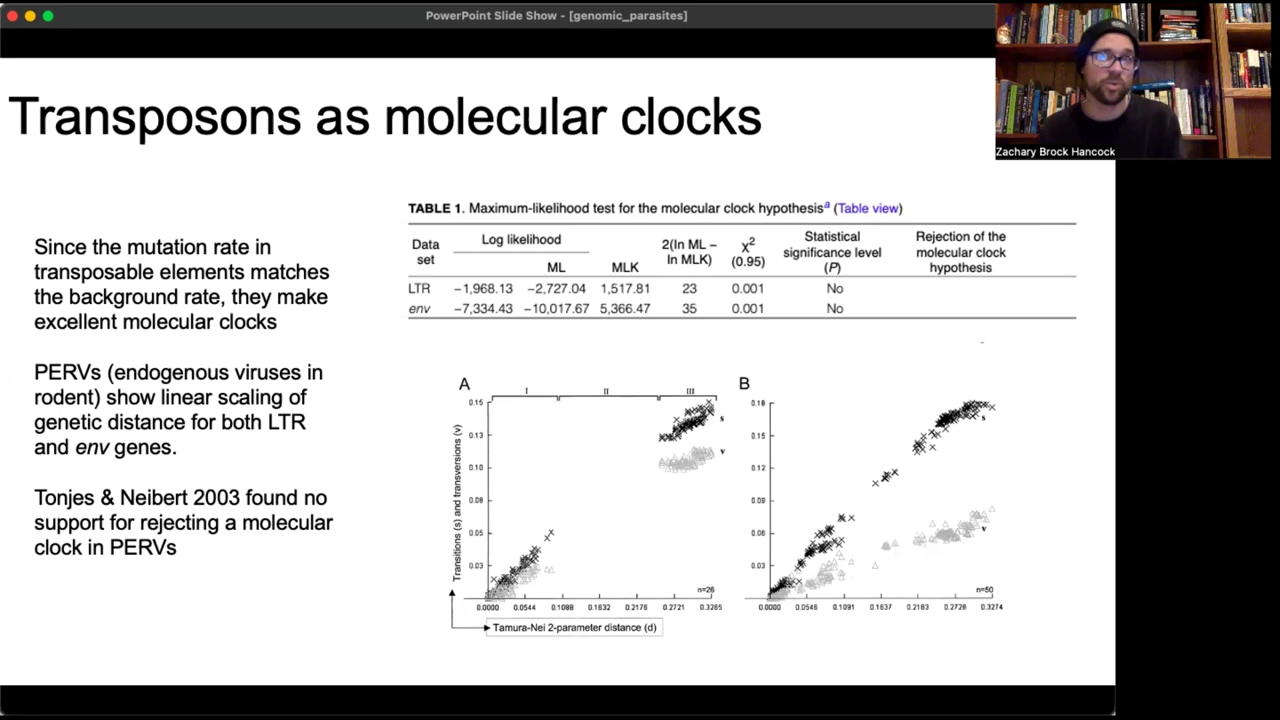 PowerPoint Slide Show - [genomic_parasites]
Zachary Brock Hancock
Transposons as molecular clocks
Since the mutation rate in
transposable elements matches
the background rate, they make
excellent molecular clocks
PERVs (endogenous viruses in
rodent) show linear scaling of
genetic distance for both LTR
and env genes.
Tonjes & Neibert 2003 found no
support for rejecting a molecular
clock in PERVs
TABLE 1. Maximum-likelihood test for the molecular clock hypothesisª (Table view)
Data set Log likelihood ML MLK 2(ln ML – ln MLK) χ² (0.95) Statistical significance level (P) Rejection of the molecular clock hypothesis
LTR −1,968.13 −2,727.04 1,517.81 23 0.001 No
env −7,334.43 −10,017.67 5,366.47 35 0.001 No
A
I II III
Transitions (s) and transversions (v)
0.15
0.13
0.10
0.08
0.05
0.03
s
v
n=26
0.0000 0.0544 0.1088 0.1632 0.2176 0.2721 0.3265
Tamura-Nei 2-parameter distance (d)
B
0.18
0.15
0.12
0.09
0.06
0.03
s
v
n=50
0.0000 0.0546 0.1091 0.1637 0.2183 0.2728 0.3274